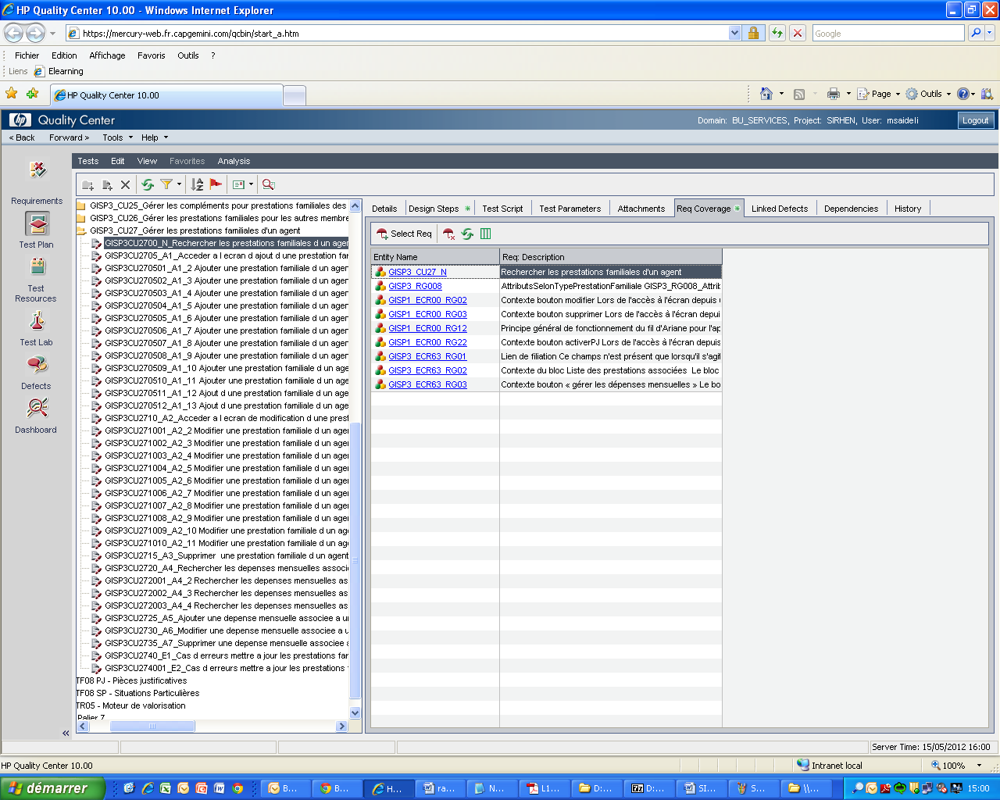 HP Quality Center 10.00 - Windows Internet Explorer
https://mercury-web.fr.capgemini.com/qcbin/start_a.htm
Google
Fichier Edition Affichage Favoris Outils ?
Liens Elearning
HP Quality Center 10.00
Page Outils
hp Quality Center
Domain: BU_SERVICES, Project: SIRHEN, User: msaideli
Logout
< Back Forward > Tools Help
Tests Edit View Favorites Analysis
Requirements
Test Plan
Test Resources
Test Lab
Defects
Dashboard
GISP3_CU25_Gérer les compléments pour prestations familiales des
GISP3_CU26_Gérer les prestations familiales pour les autres membre
GISP3_CU27_Gérer les prestations familiales d'un agent
GISP3CU2700_N_Rechercher les prestations familiales d un ager
GISP3CU2705_A1_Acceder a l ecran d ajout d une prestation far
GISP3CU270501_A1_2 Ajouter une prestation familiale d un agen
GISP3CU270502_A1_3 Ajouter une prestation familiale d un agen
GISP3CU270503_A1_4 Ajouter une prestation familiale d un agen
GISP3CU270504_A1_5 Ajouter une prestation familiale d un agen
GISP3CU270505_A1_6 Ajouter une prestation familiale d un agen
GISP3CU270506_A1_7 Ajouter une prestation familiale d un agen
GISP3CU270507_A1_8 Ajouter une prestation familiale d un agen
GISP3CU270508_A1_9 Ajouter une prestation familiale d un agen
GISP3CU270509_A1_10 Ajouter une prestation familiale d un age
GISP3CU270510_A1_11 Ajouter une prestation familiale d un age
GISP3CU270511_A1_12 Ajout d une prestation familiale d un age
GISP3CU270512_A1_13 Ajout d une prestation familiale d un age
GISP3CU2710_A2_Acceder a l ecran de modification d une prest
GISP3CU271001_A2_2 Modifier une prestation familiale d un ager
GISP3CU271002_A2_3 Modifier une prestation familiale d un ager
GISP3CU271003_A2_4 Modifier une prestation familiale d un ager
GISP3CU271004_A2_5 Modifier une prestation familiale d un ager
GISP3CU271005_A2_6 Modifier une prestation familiale d un ager
GISP3CU271006_A2_7 Modifier une prestation familiale d un ager
GISP3CU271007_A2_8 Modifier une prestation familiale d un ager
GISP3CU271008_A2_9 Modifier une prestation familiale d un ager
GISP3CU271009_A2_10 Modifier une prestation familiale d un ag
GISP3CU271010_A2_11 Modifier une prestation familiale d un ag
GISP3CU2715_A3_Supprimer une prestation familiale d un agent
GISP3CU2720_A4_Rechercher les depenses mensuelles associe
GISP3CU272001_A4_2 Rechercher les depenses mensuelles as
GISP3CU272002_A4_3 Rechercher les depenses mensuelles as
GISP3CU272003_A4_4 Rechercher les depenses mensuelles as
GISP3CU2725_A5_Ajouter une depense mensuelle associee a un
GISP3CU2730_A6_Modifier une depense mensuelle associee a u
GISP3CU2735_A7_Supprimer une depense mensuelle associee a
GISP3CU2740_E1_Cas d erreurs mettre a jour les prestations far
GISP3CU274001_E2_Cas d erreurs mettre a jour les prestations
TF08 PJ - Pièces justificatives
TF08 SP - Situations Particulières
TR05 - Moteur de valorisation
Palier 7
Details Design Steps Test Script Test Parameters Attachments Req Coverage Linked Defects Dependencies History
Select Req
Entity Name Req: Description
GISP3_CU27_N Rechercher les prestations familiales d'un agent
GISP3_RG008 AttributsSelonTypePrestationFamiliale GISP3_RG008_Attrib
GISP1_ECR00_RG02 Contexte bouton modifier Lors de l'accès à l'écran depuis
GISP1_ECR00_RG03 Contexte bouton supprimer Lors de l'accès à l'écran depui
GISP1_ECR00_RG12 Principe général de fonctionnement du fil d'Ariane pour l'ap
GISP1_ECR00_RG22 Contexte bouton activerPJ Lors de l'accès à l'écran depuis
GISP3_ECR63_RG01 Lien de filiation Ce champs n'est présent que lorsqu'il s'agi
GISP3_ECR63_RG02 Contexte du bloc Liste des prestations associées Le bloc
GISP3_ECR63_RG03 Contexte bouton « gérer les dépenses mensuelles » Le bo
Server Time: 15/05/2012 16:00
HP Quality Center 10.00
Intranet local
100%
démarrer
B... B... H... ra... N... L1... D:... D:... SI... S... \\...
15:00